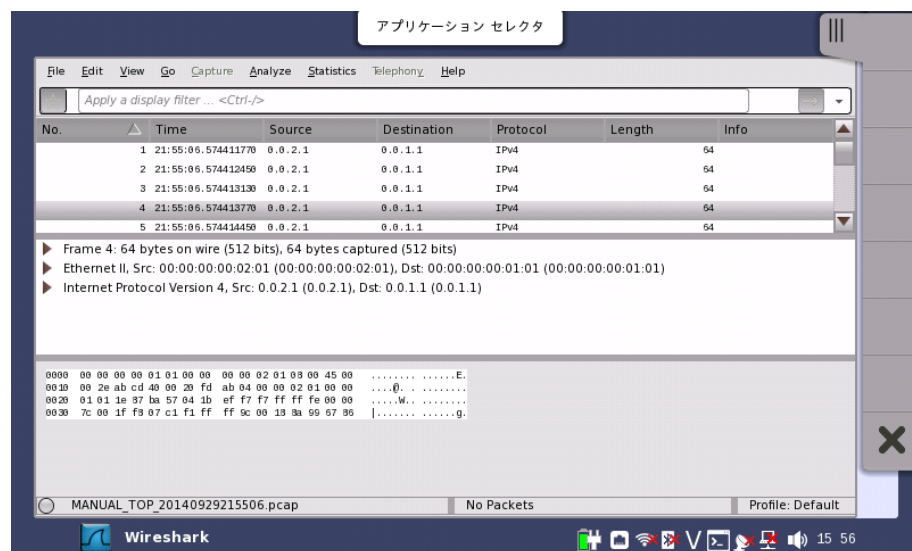 アプリケーション セレクタ
File Edit View Go Capture Analyze Statistics Telephony Help
Apply a display filter ... <Ctrl-/>
No. Time Source Destination Protocol Length Info
1 21:55:06.574411770 0.0.2.1 0.0.1.1 IPv4 64
2 21:55:06.574412450 0.0.2.1 0.0.1.1 IPv4 64
3 21:55:06.574413130 0.0.2.1 0.0.1.1 IPv4 64
4 21:55:06.574413770 0.0.2.1 0.0.1.1 IPv4 64
5 21:55:06.574414450 0.0.2.1 0.0.1.1 IPv4 64
Frame 4: 64 bytes on wire (512 bits), 64 bytes captured (512 bits)
Ethernet II, Src: 00:00:00:00:02:01 (00:00:00:00:02:01), Dst: 00:00:00:00:01:01 (00:00:00:00:01:01)
Internet Protocol Version 4, Src: 0.0.2.1 (0.0.2.1), Dst: 0.0.1.1 (0.0.1.1)
0000 00 00 00 00 01 01 00 00 00 00 02 01 08 00 45 00 ........ ......E.
0010 00 2e ab cd 40 00 20 fd ab 04 00 00 02 01 00 00 ....@. . ........
0020 01 01 1e 87 ba 57 04 1b ef f7 f7 ff ff fe 00 00 .....W.. ........
0030 7c 00 1f f8 07 c1 f1 ff ff 9c 00 18 8a 99 67 86 |....... ......g.
MANUAL_TOP_20140929215506.pcap No Packets Profile: Default
Wireshark 15 56